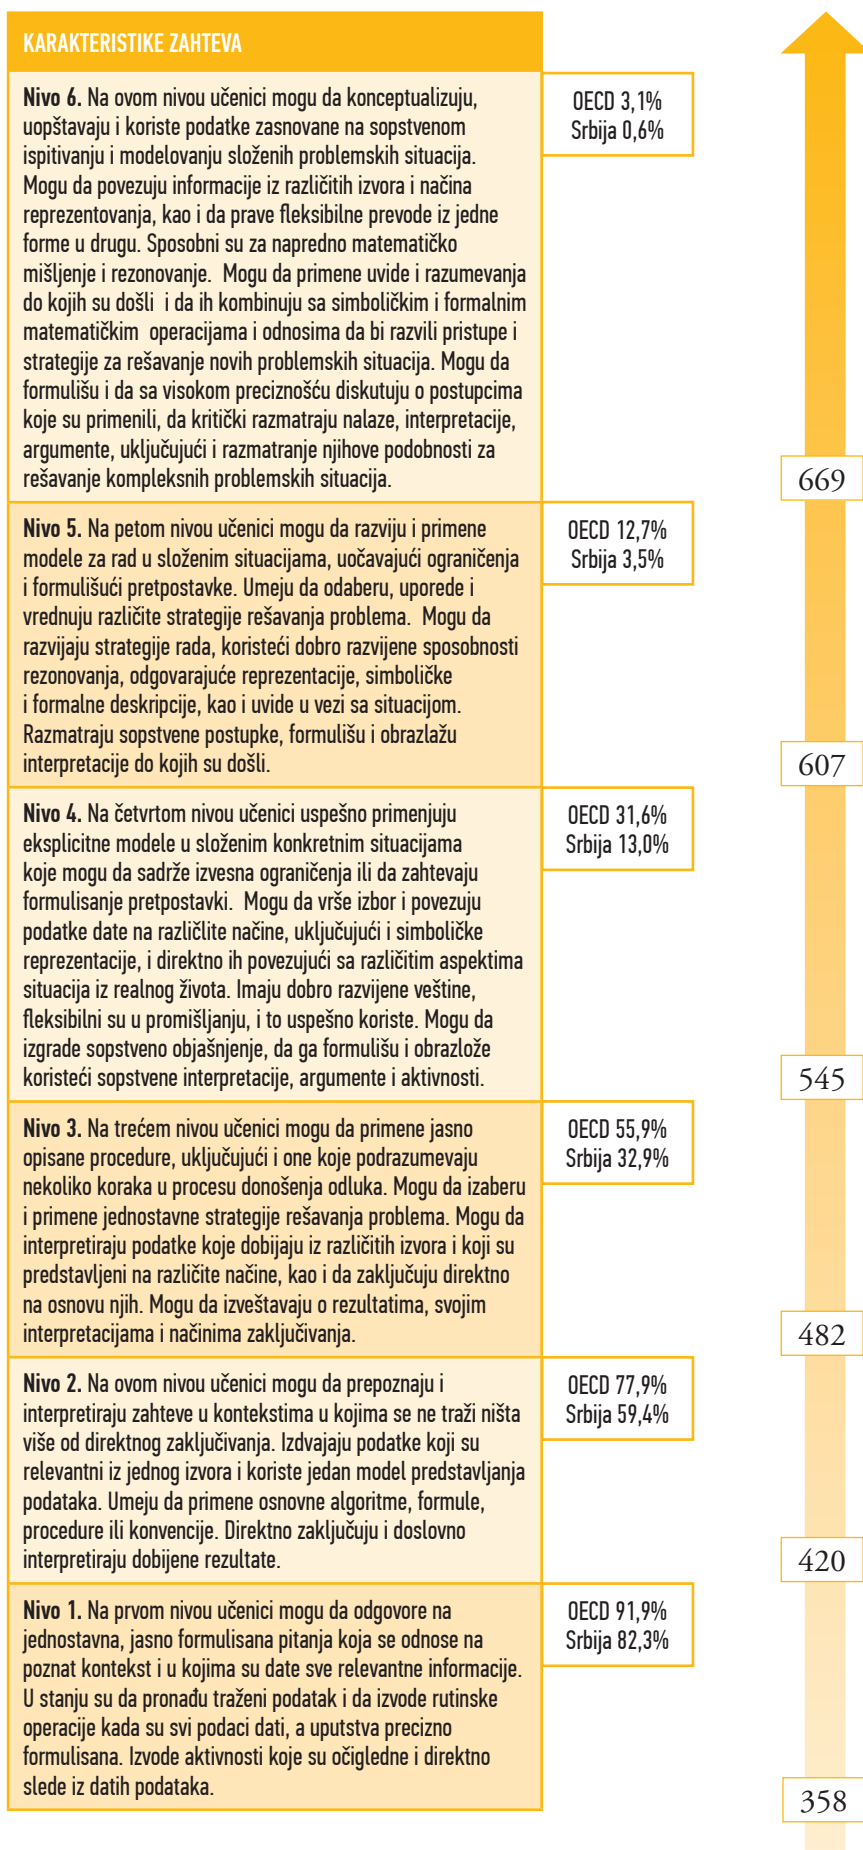 KARAKTERISTIKE ZAHTEVA
Nivo 6. Na ovom nivou učenici mogu da konceptualizuju,
uopštavaju i koriste podatke zasnovane na sopstvenom
ispitivanju i modelovanju složenih problemskih situacija.
Mogu da povezuju informacije iz različitih izvora i načina
reprezentovanja, kao i da prave fleksibilne prevode iz jedne
forme u drugu. Sposobni su za napredno matematičko
mišljenje i rezonovanje. Mogu da primene uvide i razumevanja
do kojih su došli i da ih kombinuju sa simboličkim i formalnim
matematičkim operacijama i odnosima da bi razvili pristupe i
strategije za rešavanje novih problemskih situacija. Mogu da
formulišu i da sa visokom preciznošću diskutuju o postupcima
koje su primenili, da kritički razmatraju nalaze, interpretacije,
argumente, uključujući i razmatranje njihove podobnosti za
rešavanje kompleksnih problemskih situacija.
OECD 3,1%
Srbija 0,6%
669
Nivo 5. Na petom nivou učenici mogu da razviju i primene
modele za rad u složenim situacijama, uočavajući ograničenja
i formulišući pretpostavke. Umeju da odaberu, uporede i
vrednuju različite strategije rešavanja problema. Mogu da
razvijaju strategije rada, koristeći dobro razvijene sposobnosti
rezonovanja, odgovarajuće reprezentacije, simboličke
i formalne deskripcije, kao i uvide u vezi sa situacijom.
Razmatraju sopstvene postupke, formulišu i obrazlažu
interpretacije do kojih su došli.
OECD 12,7%
Srbija 3,5%
607
Nivo 4. Na četvrtom nivou učenici uspešno primenjuju
eksplicitne modele u složenim konkretnim situacijama
koje mogu da sadrže izvesna ograničenja ili da zahtevaju
formulisanje pretpostavki. Mogu da vrše izbor i povezuju
podatke date na različlite načine, uključujući i simboličke
reprezentacije, i direktno ih povezujući sa različitim aspektima
situacija iz realnog života. Imaju dobro razvijene veštine,
fleksibilni su u promišljanju, i to uspešno koriste. Mogu da
izgrade sopstveno objašnjenje, da ga formulišu i obrazlože
koristeći sopstvene interpretacije, argumente i aktivnosti.
OECD 31,6%
Srbija 13,0%
545
Nivo 3. Na trećem nivou učenici mogu da primene jasno
opisane procedure, uključujući i one koje podrazumevaju
nekoliko koraka u procesu donošenja odluka. Mogu da izaberu
i primene jednostavne strategije rešavanja problema. Mogu da
interpretiraju podatke koje dobijaju iz različitih izvora i koji su
predstavljeni na različite načine, kao i da zaključuju direktno
na osnovu njih. Mogu da izveštavaju o rezultatima, svojim
interpretacijama i načinima zaključivanja.
OECD 55,9%
Srbija 32,9%
482
Nivo 2. Na ovom nivou učenici mogu da prepoznaju i
interpretiraju zahteve u kontekstima u kojima se ne traži ništa
više od direktnog zaključivanja. Izdvajaju podatke koji su
relevantni iz jednog izvora i koriste jedan model predstavljanja
podataka. Umeju da primene osnovne algoritme, formule,
procedure ili konvencije. Direktno zaključuju i doslovno
interpretiraju dobijene rezultate.
OECD 77,9%
Srbija 59,4%
420
Nivo 1. Na prvom nivou učenici mogu da odgovore na
jednostavna, jasno formulisana pitanja koja se odnose na
poznat kontekst i u kojima su date sve relevantne informacije.
U stanju su da pronađu traženi podatak i da izvode rutinske
operacije kada su svi podaci dati, a uputstva precizno
formulisana. Izvode aktivnosti koje su očigledne i direktno
slede iz datih podataka.
OECD 91,9%
Srbija 82,3%
358